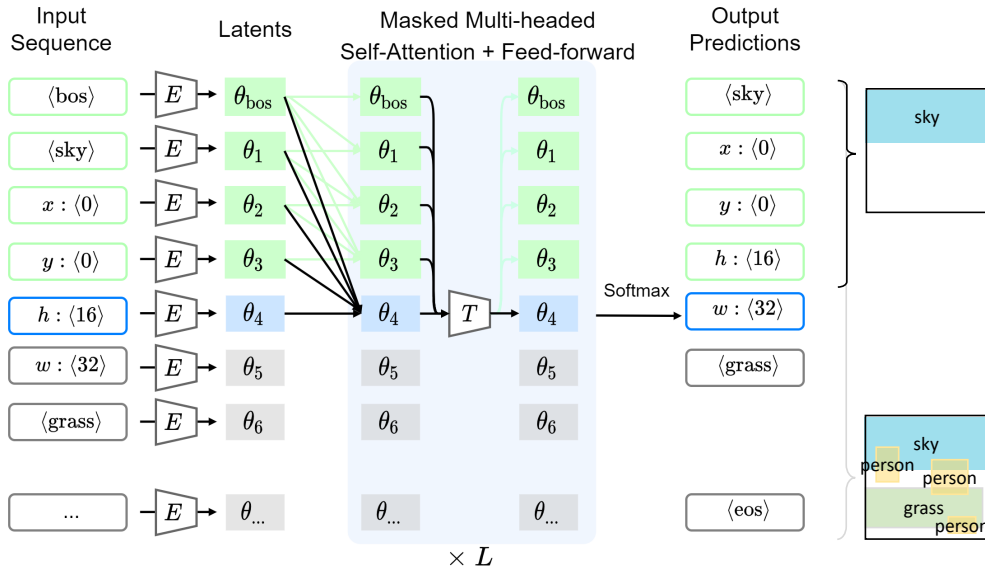 Input
Sequence
Latents
Masked Multi-headed
Self-Attention + Feed-forward
Output
Predictions
⟨bos⟩ E θbos θbos θbos ⟨sky⟩
sky
⟨sky⟩ E θ1 θ1 θ1 x : ⟨0⟩
x : ⟨0⟩ E θ2 θ2 θ2 y : ⟨0⟩
y : ⟨0⟩ E θ3 θ3 θ3 h : ⟨16⟩
Softmax
h : ⟨16⟩ E θ4 θ4 T θ4 w : ⟨32⟩
w : ⟨32⟩ E θ5 θ5 θ5 ⟨grass⟩
⟨grass⟩ E θ6 θ6 θ6
sky
person
person
grass
person
... E θ... θ... θ... ⟨eos⟩
× L